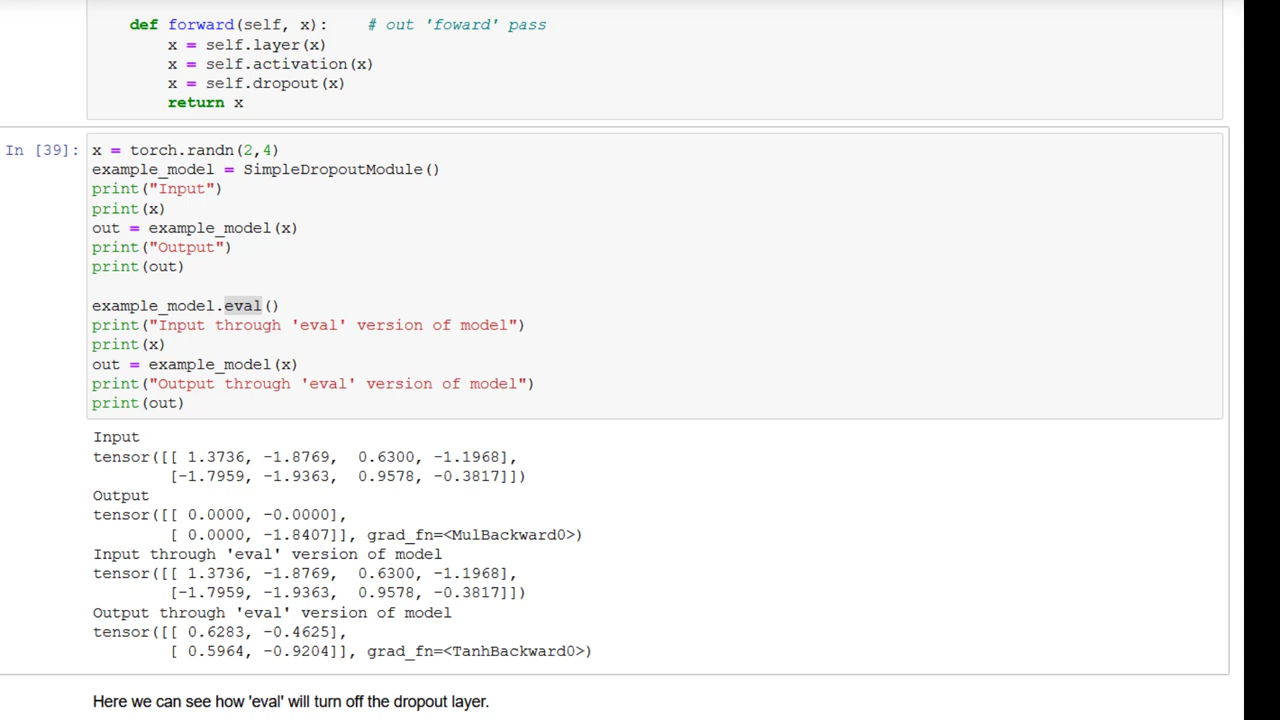 def forward(self, x):    # out 'foward' pass
x = self.layer(x)
x = self.activation(x)
x = self.dropout(x)
return x
In [39]: x = torch.randn(2,4)
example_model = SimpleDropoutModule()
print("Input")
print(x)
out = example_model(x)
print("Output")
print(out)
example_model.eval()
print("Input through 'eval' version of model")
print(x)
out = example_model(x)
print("Output through 'eval' version of model")
print(out)
Input
tensor([[ 1.3736, -1.8769,  0.6300, -1.1968],
[-1.7959, -1.9363,  0.9578, -0.3817]])
Output
tensor([[ 0.0000, -0.0000],
[ 0.0000, -1.8407]], grad_fn=<MulBackward0>)
Input through 'eval' version of model
tensor([[ 1.3736, -1.8769,  0.6300, -1.1968],
[-1.7959, -1.9363,  0.9578, -0.3817]])
Output through 'eval' version of model
tensor([[ 0.6283, -0.4625],
[ 0.5964, -0.9204]], grad_fn=<TanhBackward0>)
Here we can see how 'eval' will turn off the dropout layer.